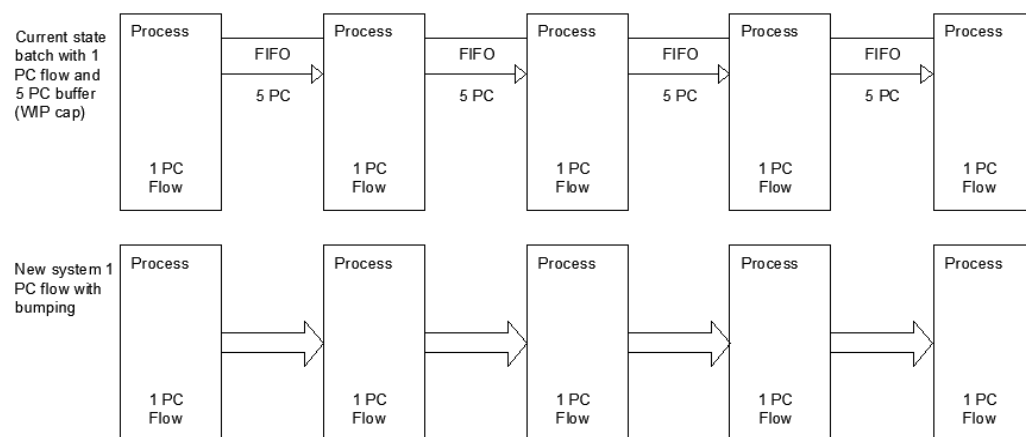 Current state
batch with 1
PC flow and
5 PC buffer
(WIP cap)
Process
FIFO
5 PC
1 PC
Flow
Process
FIFO
5 PC
1 PC
Flow
Process
FIFO
5 PC
1 PC
Flow
Process
FIFO
5 PC
1 PC
Flow
Process
1 PC
Flow
New system 1
PC flow with
bumping
Process
1 PC
Flow
Process
1 PC
Flow
Process
1 PC
Flow
Process
1 PC
Flow
Process
1 PC
Flow